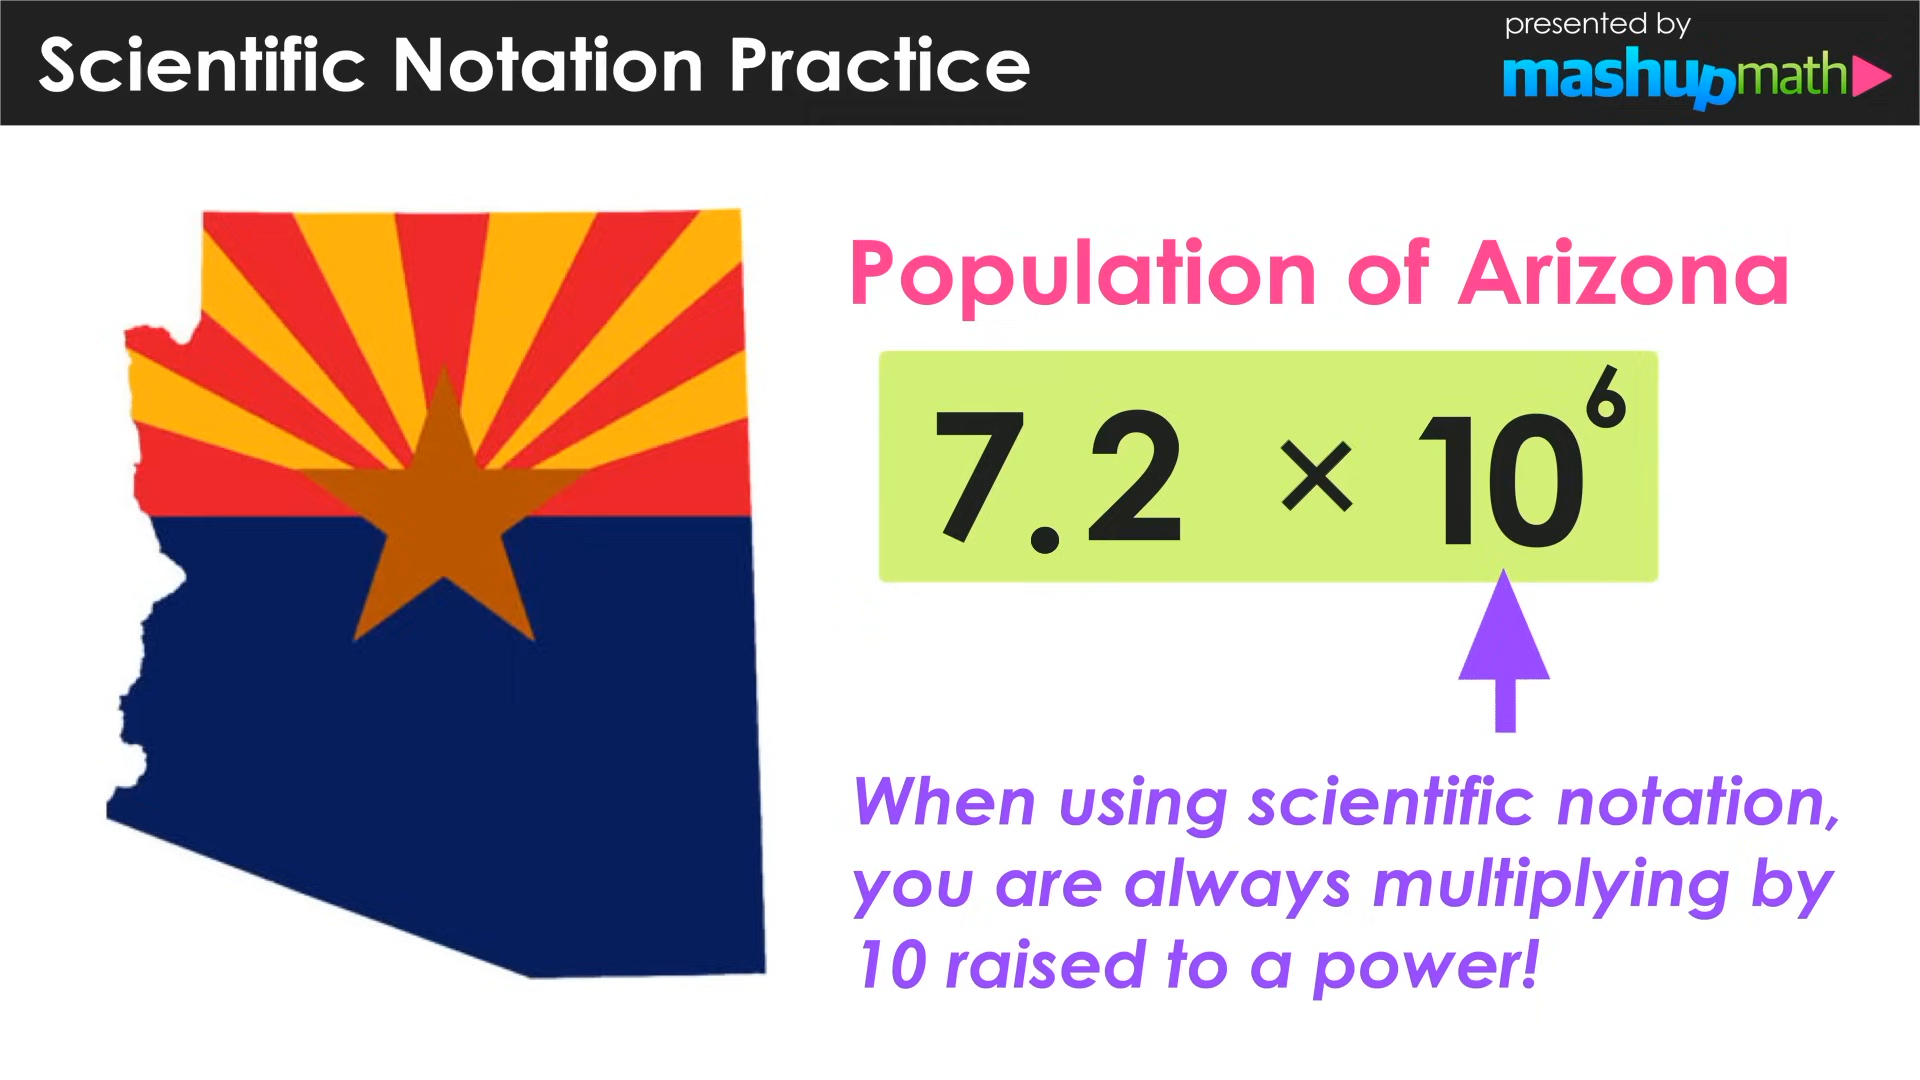 Scientific Notation Practice
presented by
mashupmath
Population of Arizona
7.2 × 10⁶
When using scientific notation,
you are always multiplying by
10 raised to a power!